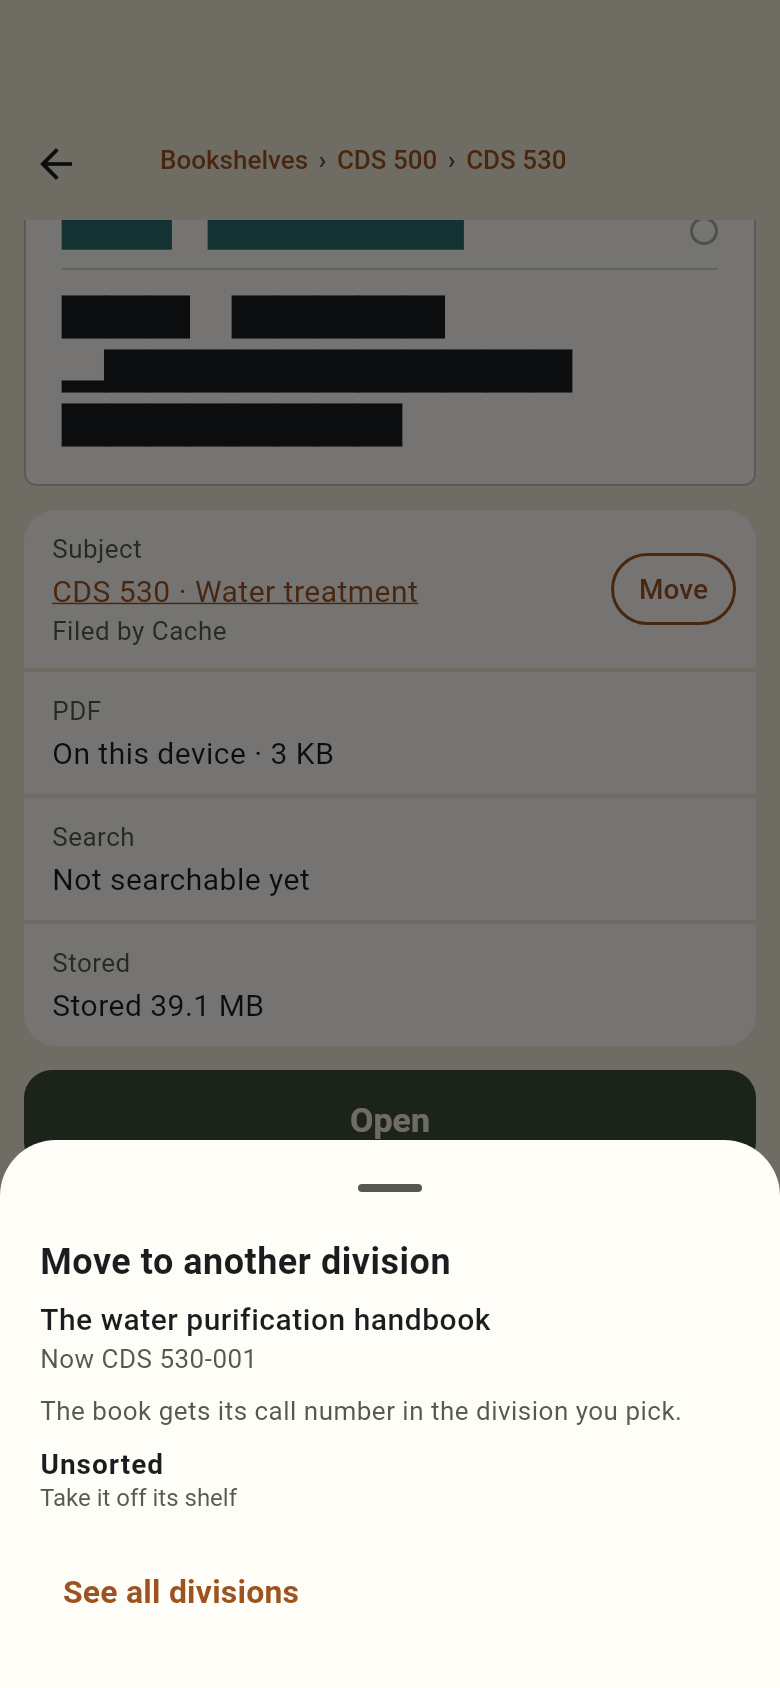 Bookshelves › CDS 500 › CDS 530
Subject
CDS 530 · Water treatment
Filed by Cache
Move
PDF
On this device · 3 KB
Search
Not searchable yet
Stored
Stored 39.1 MB
Open
Move to another division
The water purification handbook
Now CDS 530-001
The book gets its call number in the division you pick.
Unsorted
Take it off its shelf
See all divisions